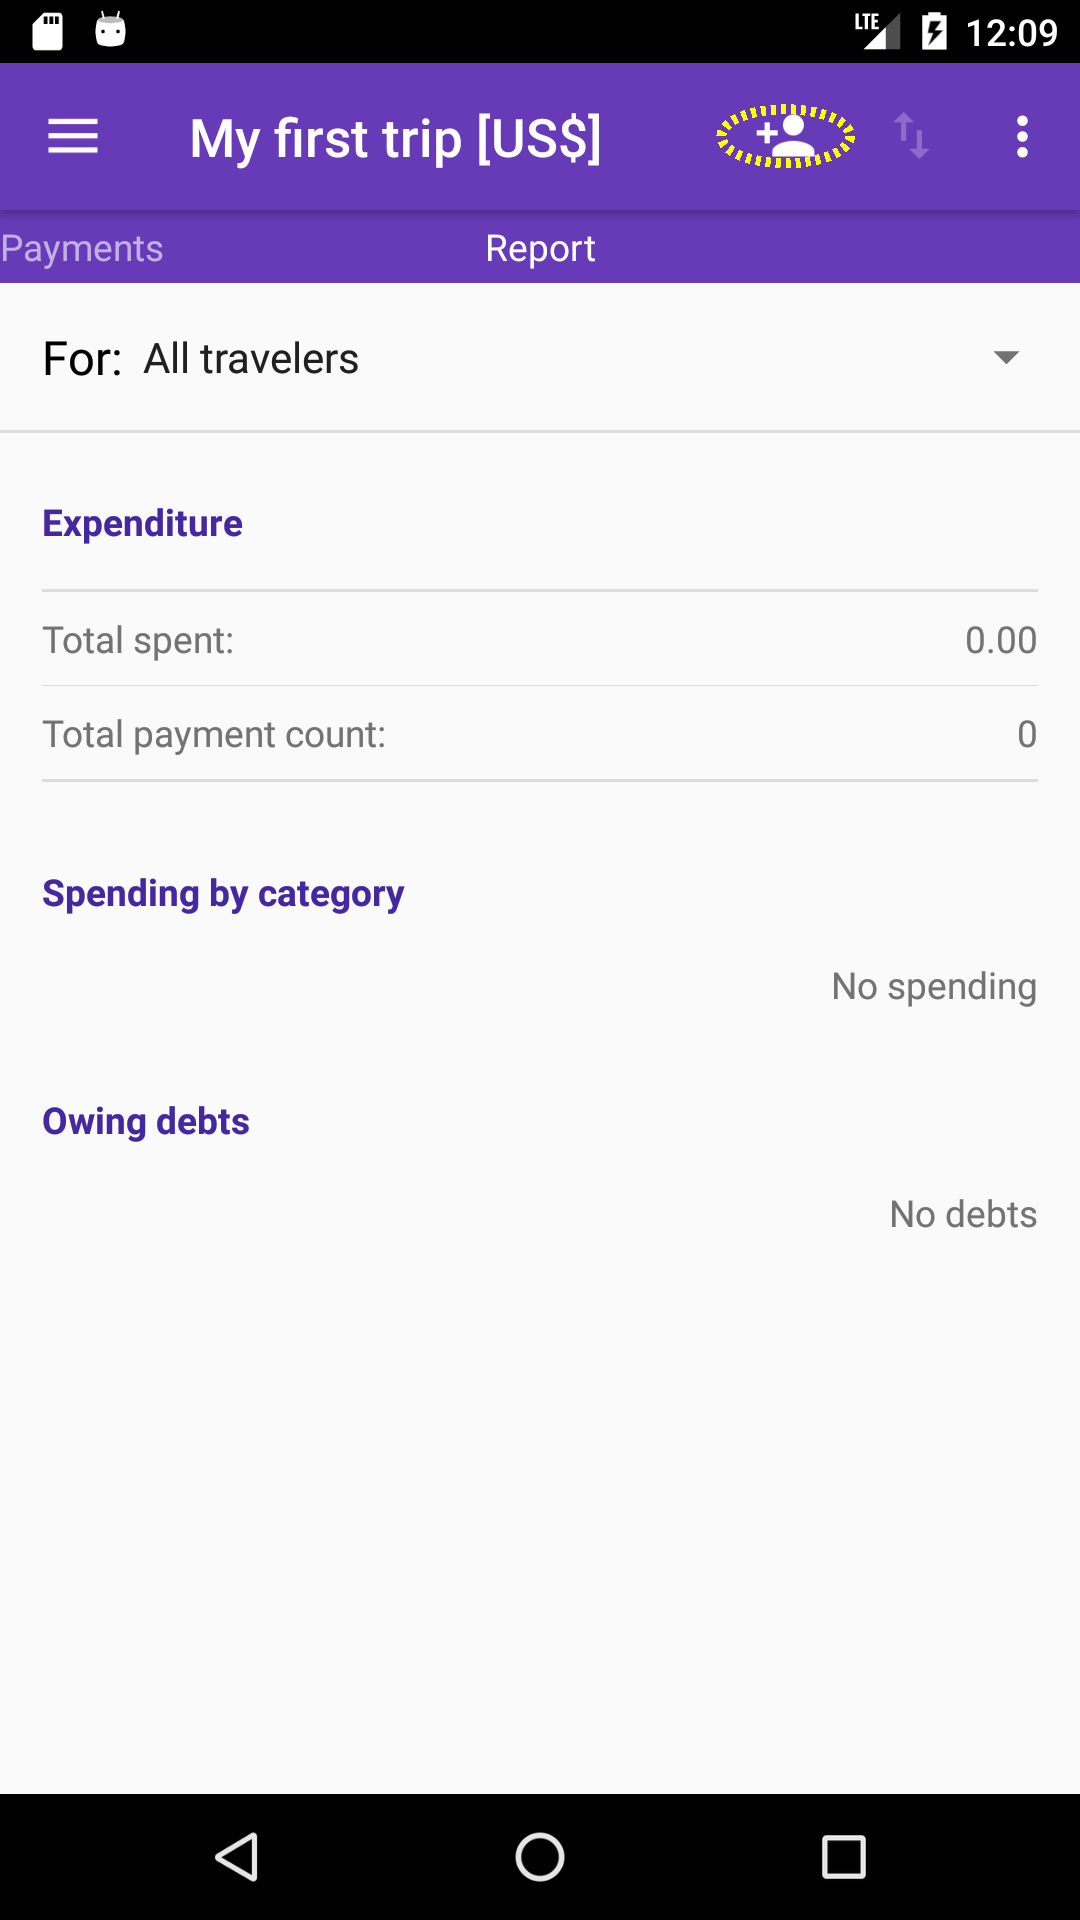 LTE 12:09
My first trip [US$]
Payments Report
For: All travelers
Expenditure
Total spent: 0.00
Total payment count: 0
Spending by category
No spending
Owing debts
No debts